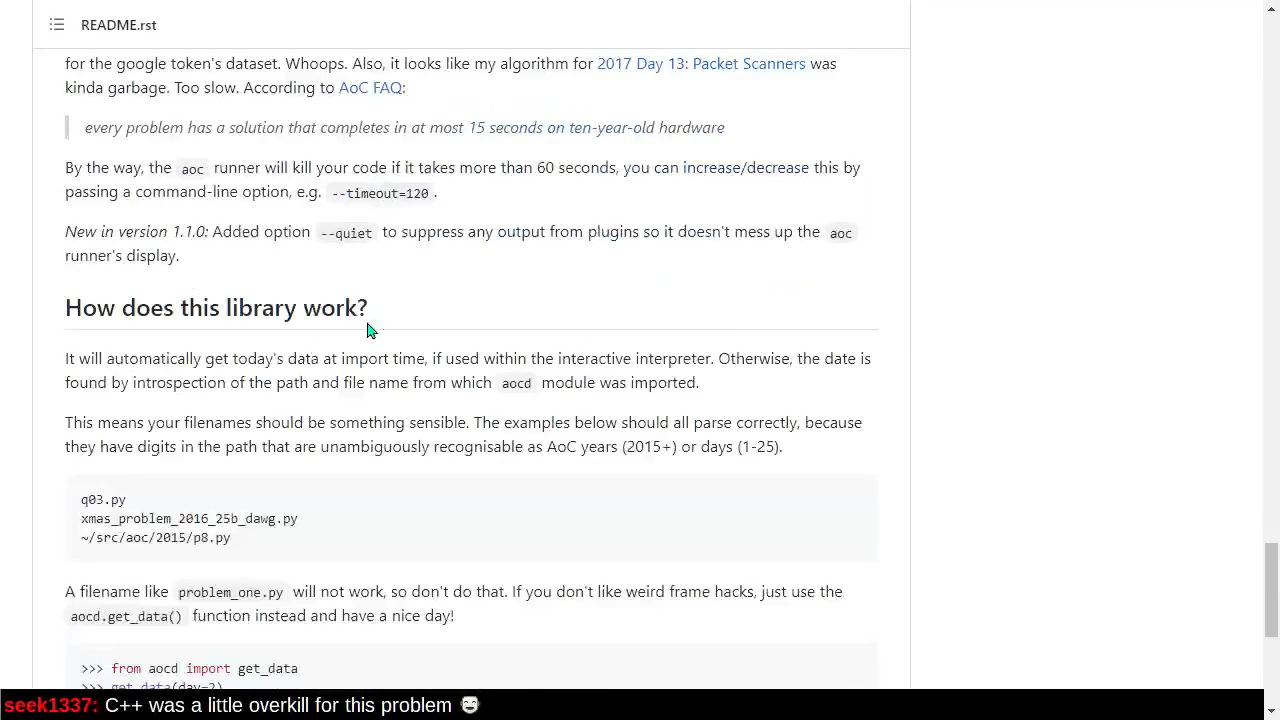 README.rst
for the google token's dataset. Whoops. Also, it looks like my algorithm for 2017 Day 13: Packet Scanners was
kinda garbage. Too slow. According to AoC FAQ:
every problem has a solution that completes in at most 15 seconds on ten-year-old hardware
By the way, the aoc runner will kill your code if it takes more than 60 seconds, you can increase/decrease this by
passing a command-line option, e.g. --timeout=120 .
New in version 1.1.0: Added option --quiet to suppress any output from plugins so it doesn't mess up the aoc
runner's display.
How does this library work?
It will automatically get today's data at import time, if used within the interactive interpreter. Otherwise, the date is
found by introspection of the path and file name from which aocd module was imported.
This means your filenames should be something sensible. The examples below should all parse correctly, because
they have digits in the path that are unambiguously recognisable as AoC years (2015+) or days (1-25).
q03.py
xmas_problem_2016_25b_dawg.py
~/src/aoc/2015/p8.py
A filename like problem_one.py will not work, so don't do that. If you don't like weird frame hacks, just use the
aocd.get_data() function instead and have a nice day!
>>> from aocd import get_data
>>> get_data(day=2)
seek1337: C++ was a little overkill for this problem 😅